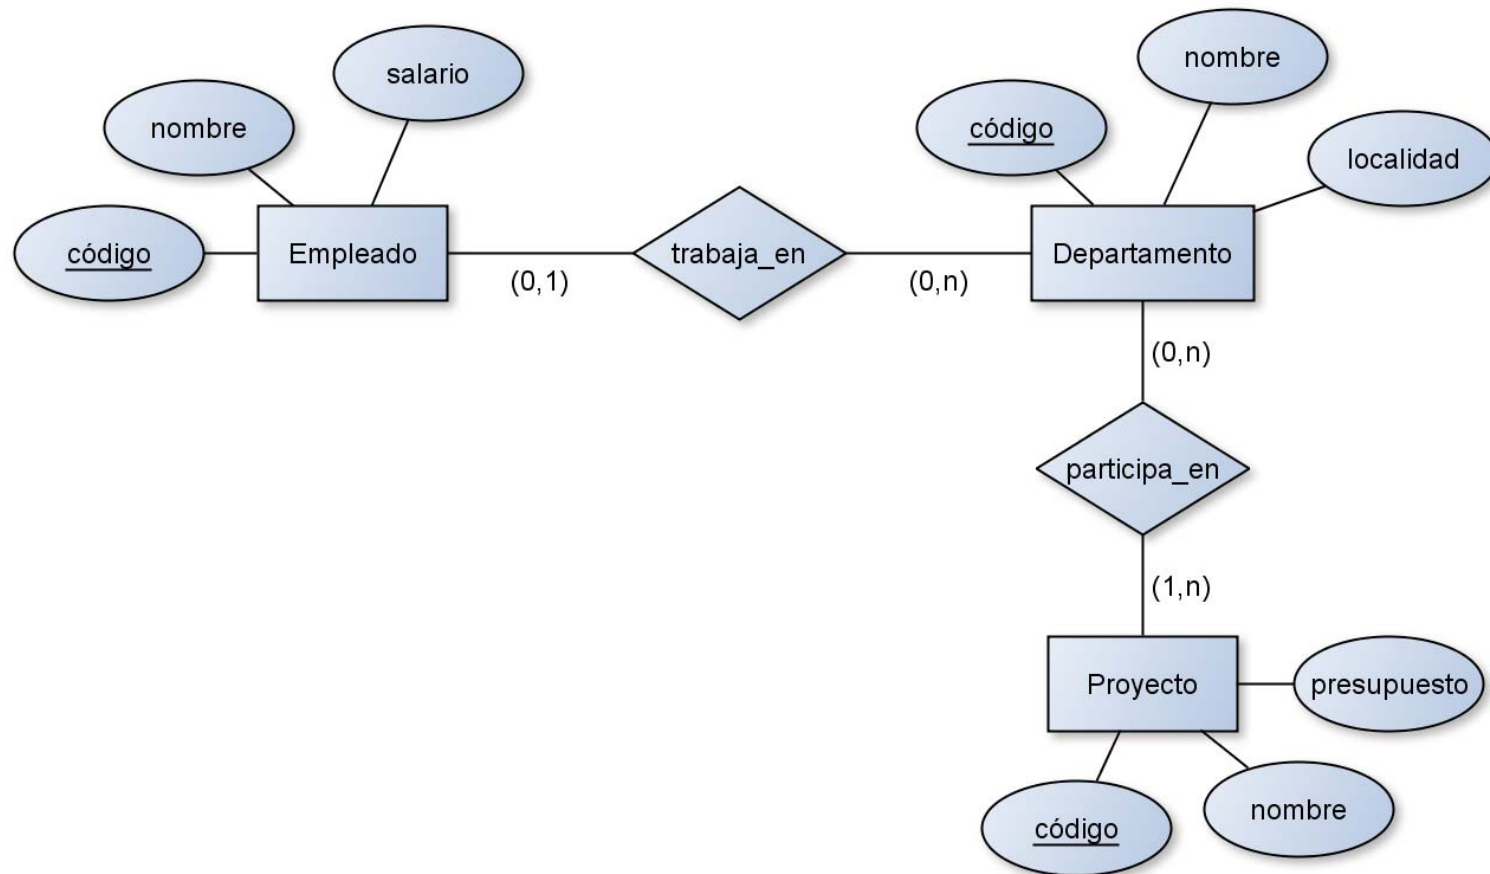 nombre
salario
nombre
código
localidad
código
Empleado
trabaja_en
Departamento
(0,1)
(0,n)
(0,n)
participa_en
(1,n)
Proyecto
presupuesto
nombre
código